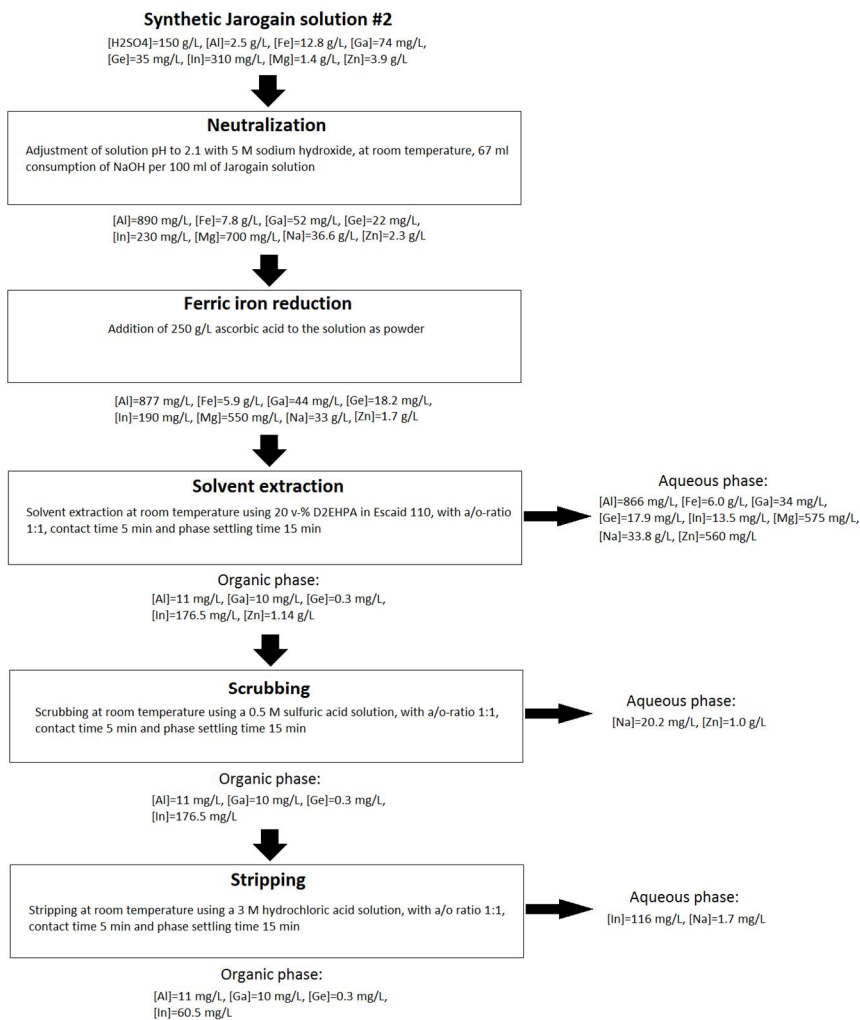 Synthetic Jarogain solution #2
[H2SO4]=150 g/L, [Al]=2.5 g/L, [Fe]=12.8 g/L, [Ga]=74 mg/L,
[Ge]=35 mg/L, [In]=310 mg/L, [Mg]=1.4 g/L, [Zn]=3.9 g/L
Neutralization
Adjustment of solution pH to 2.1 with 5 M sodium hydroxide, at room temperature, 67 ml
consumption of NaOH per 100 ml of Jarogain solution
[Al]=890 mg/L, [Fe]=7.8 g/L, [Ga]=52 mg/L, [Ge]=22 mg/L,
[In]=230 mg/L, [Mg]=700 mg/L, [Na]=36.6 g/L, [Zn]=2.3 g/L
Ferric iron reduction
Addition of 250 g/L ascorbic acid to the solution as powder
[Al]=877 mg/L, [Fe]=5.9 g/L, [Ga]=44 mg/L, [Ge]=18.2 mg/L,
[In]=190 mg/L, [Mg]=550 mg/L, [Na]=33 g/L, [Zn]=1.7 g/L
Solvent extraction
Solvent extraction at room temperature using 20 v-% D2EHPA in Escaid 110, with a/o-ratio
1:1, contact time 5 min and phase settling time 15 min
Aqueous phase:
[Al]=866 mg/L, [Fe]=6.0 g/L, [Ga]=34 mg/L,
[Ge]=17.9 mg/L, [In]=13.5 mg/L, [Mg]=575 mg/L,
[Na]=33.8 g/L, [Zn]=560 mg/L
Organic phase:
[Al]=11 mg/L, [Ga]=10 mg/L, [Ge]=0.3 mg/L,
[In]=176.5 mg/L, [Zn]=1.14 g/L
Scrubbing
Scrubbing at room temperature using a 0.5 M sulfuric acid solution, with a/o-ratio 1:1,
contact time 5 min and phase settling time 15 min
Aqueous phase:
[Na]=20.2 mg/L, [Zn]=1.0 g/L
Organic phase:
[Al]=11 mg/L, [Ga]=10 mg/L, [Ge]=0.3 mg/L,
[In]=176.5 mg/L
Stripping
Stripping at room temperature using a 3 M hydrochloric acid solution, with a/o ratio 1:1,
contact time 5 min and phase settling time 15 min
Aqueous phase:
[In]=116 mg/L, [Na]=1.7 mg/L
Organic phase:
[Al]=11 mg/L, [Ga]=10 mg/L, [Ge]=0.3 mg/L,
[In]=60.5 mg/L